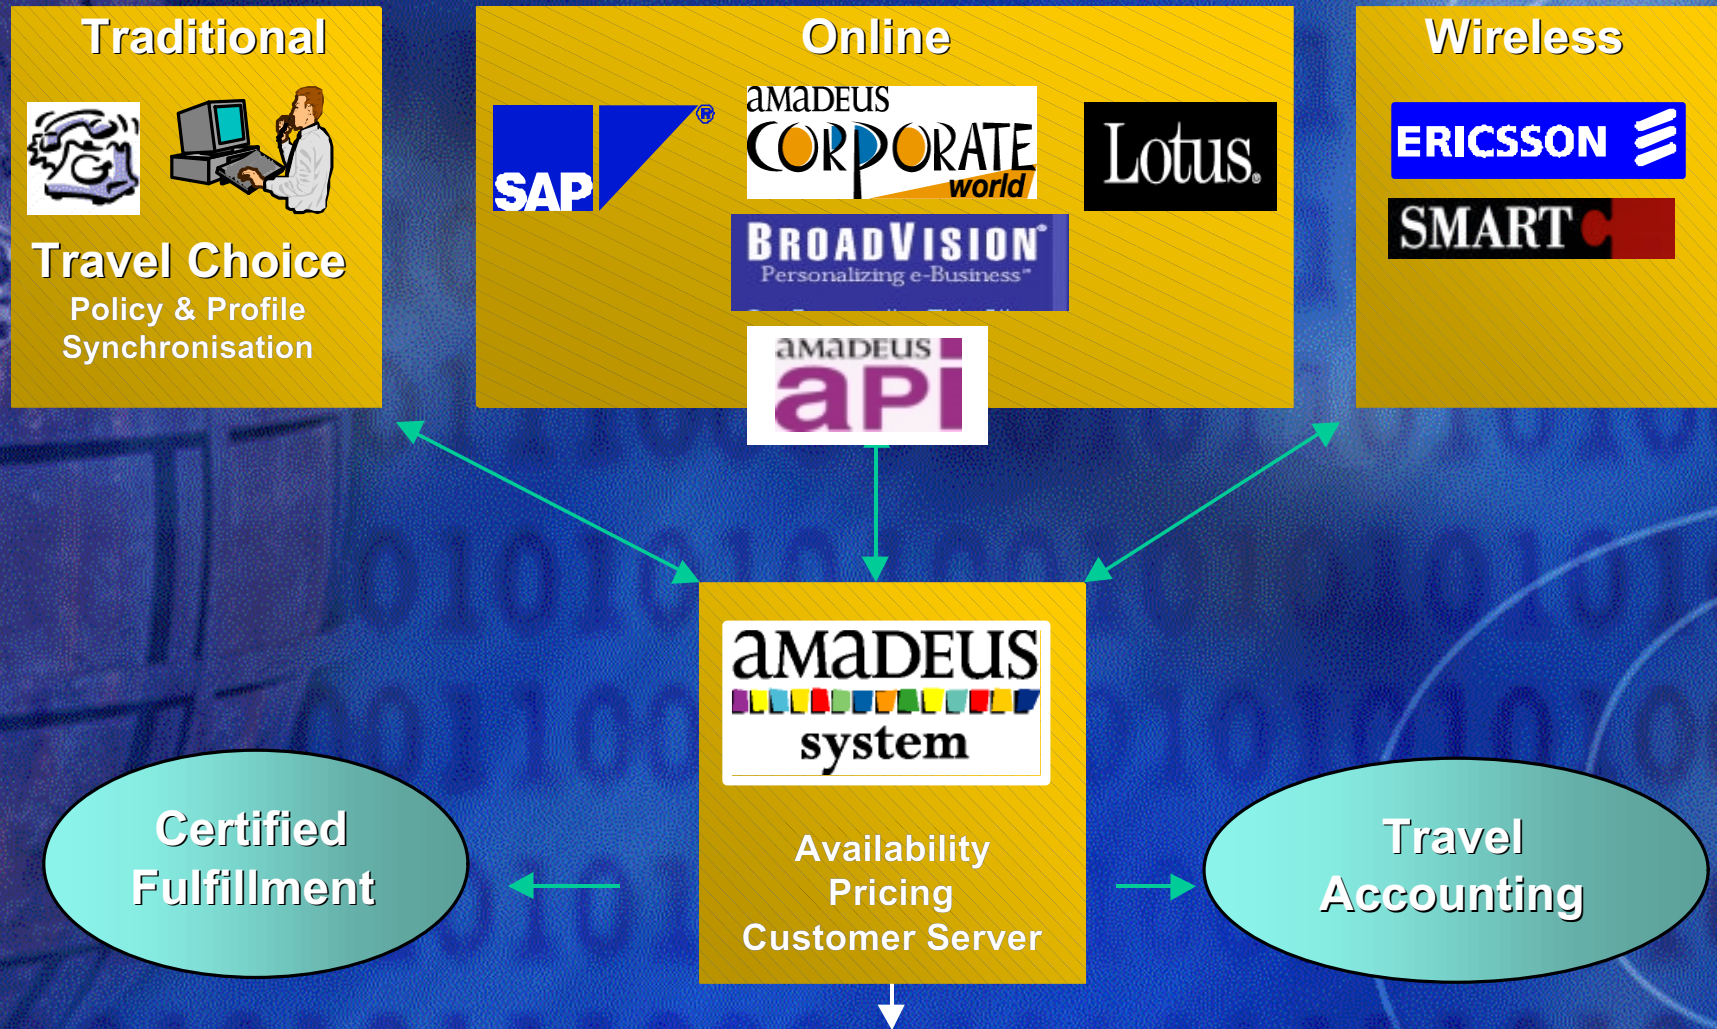 Traditional
Travel Choice
Policy & Profile
Synchronisation
Online
SAP®
amadeus
CORPORATE
world
Lotus®
BROADVISION®
Personalizing e-Business
amadeus
api
Wireless
ERICSSON
SMART
amadeus
system
Availability
Pricing
Customer Server
Certified
Fulfillment
Travel
Accounting